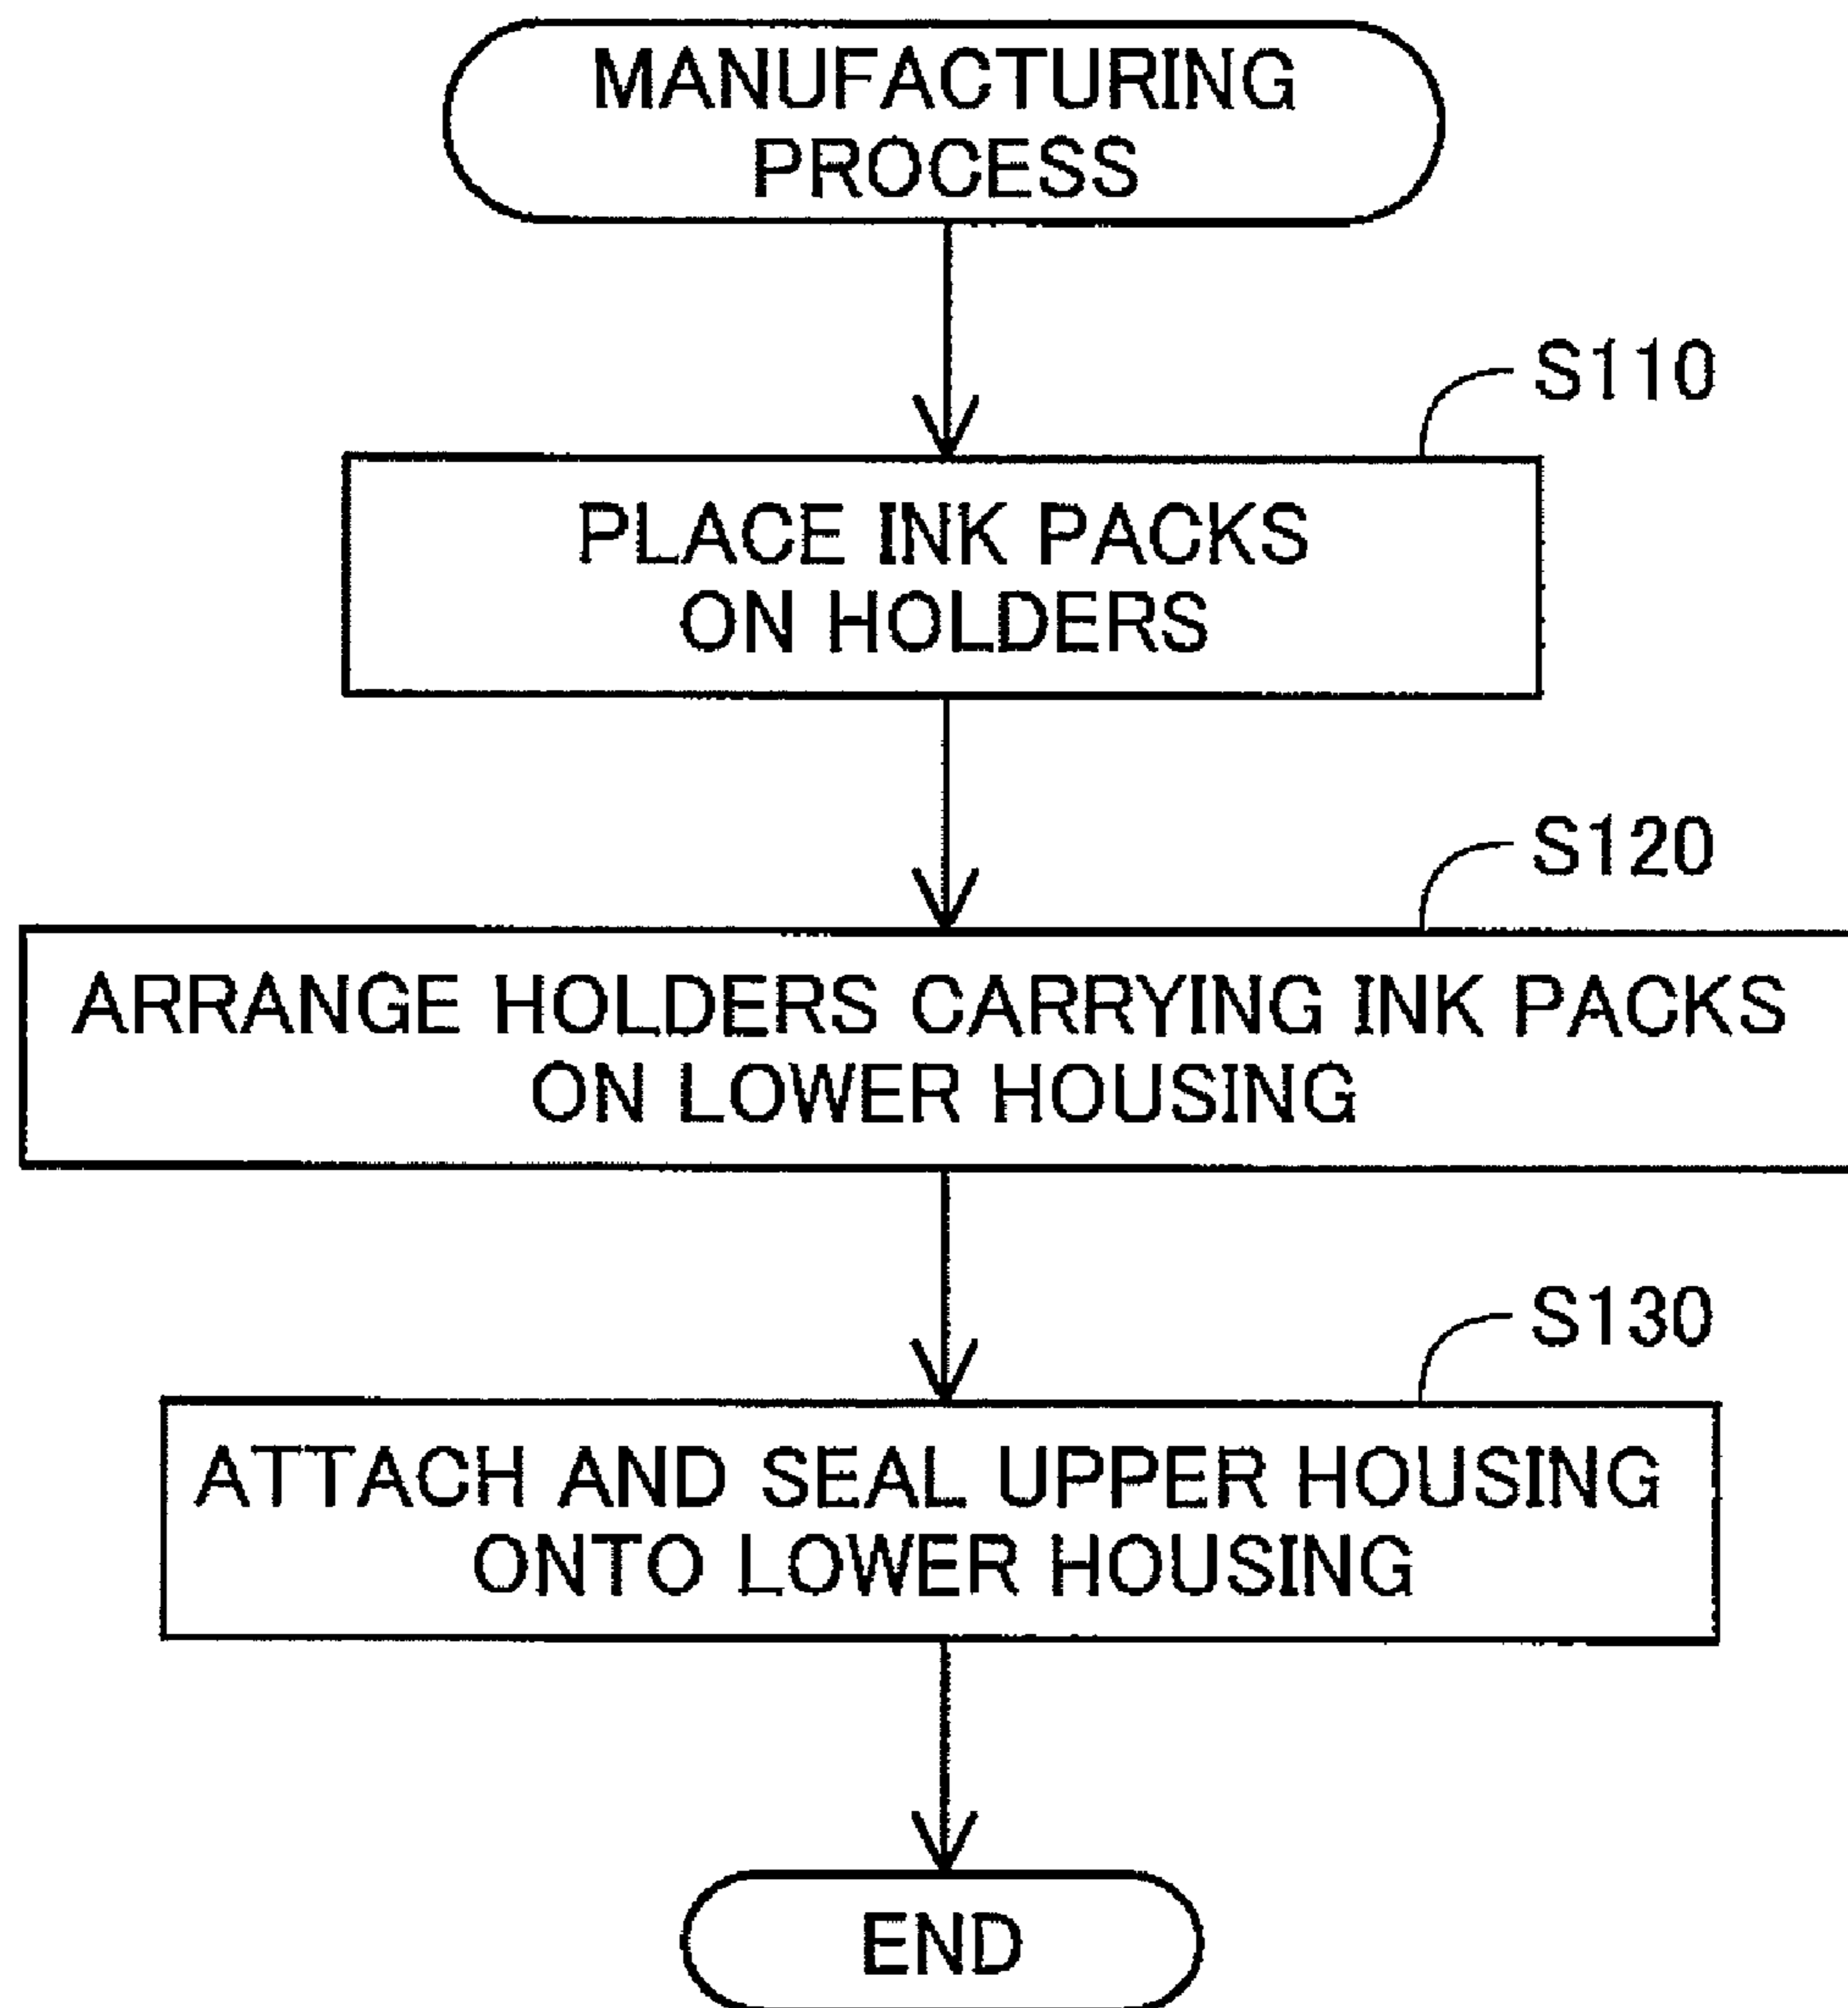 MANUFACTURING
PROCESS
S110
PLACE INK PACKS
ON HOLDERS
S120
ARRANGE HOLDERS CARRYING INK PACKS
ON LOWER HOUSING
S130
ATTACH AND SEAL UPPER HOUSING
ONTO LOWER HOUSING
END